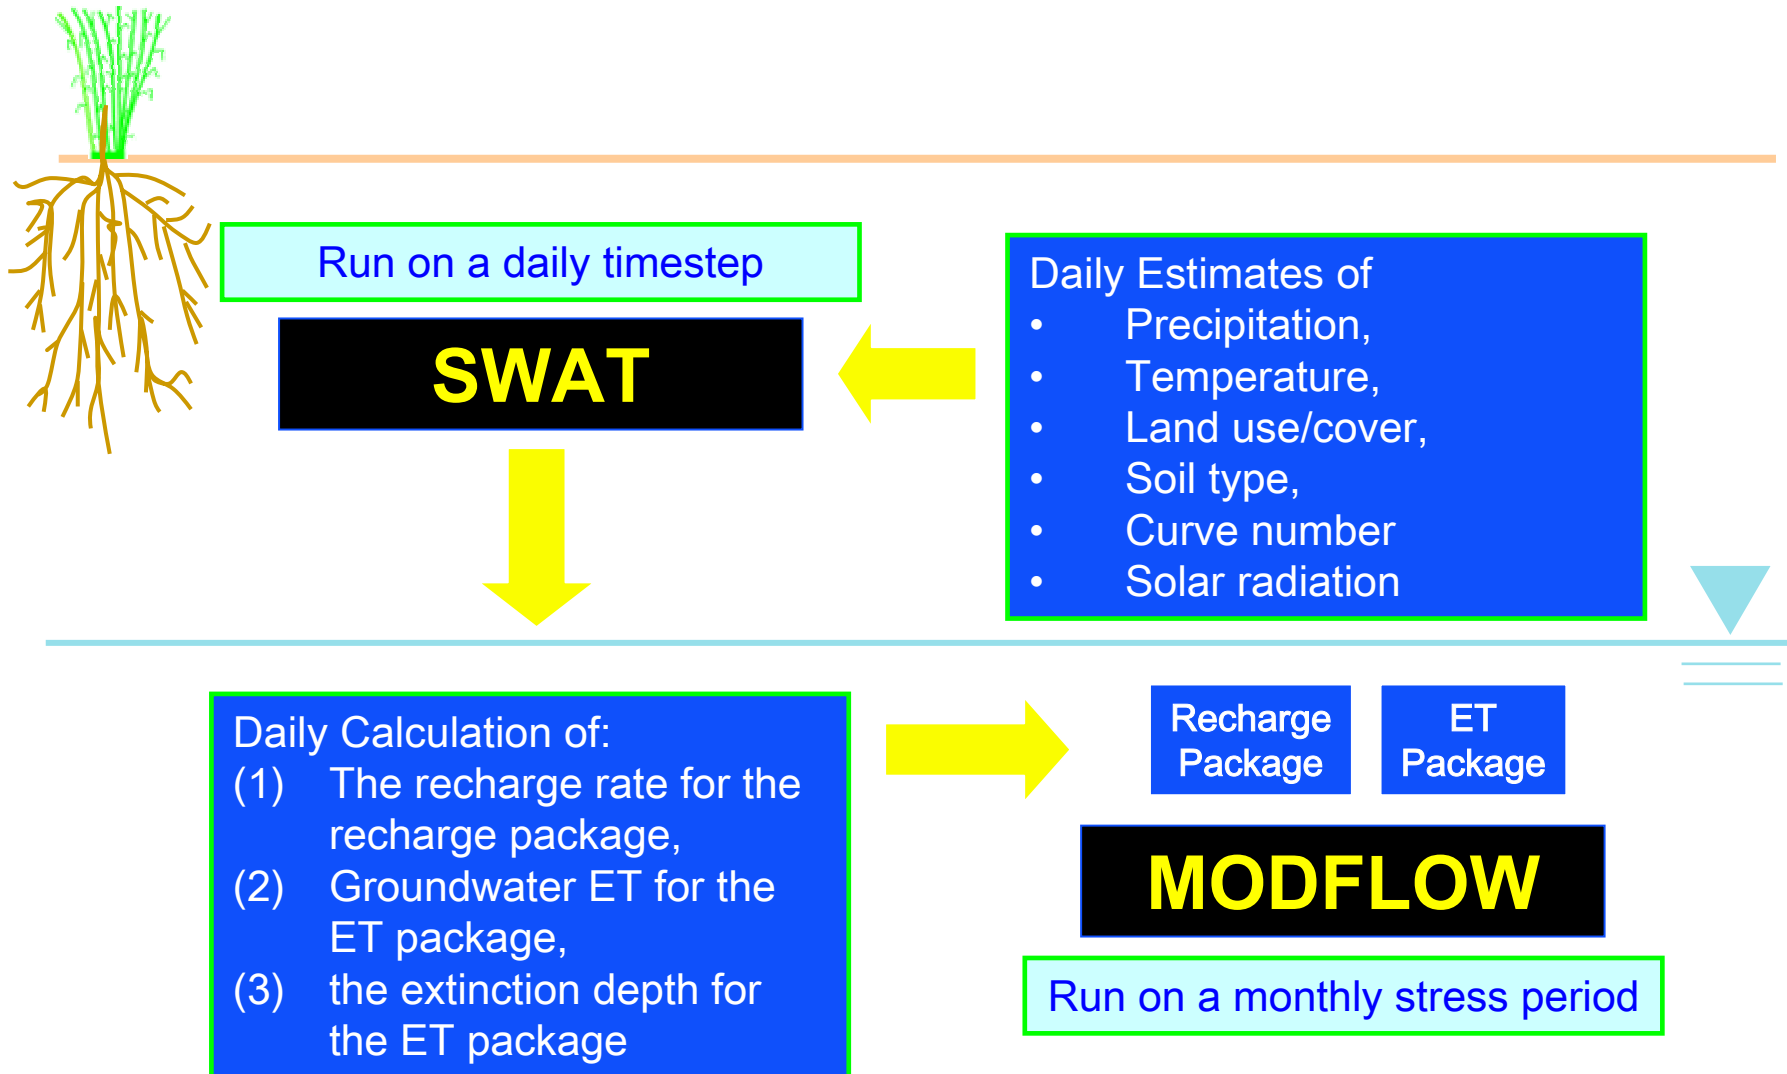 Run on a daily timestep
SWAT
Daily Estimates of
• Precipitation,
• Temperature,
• Land use/cover,
• Soil type,
• Curve number
• Solar radiation
Daily Calculation of:
(1) The recharge rate for the
recharge package,
(2) Groundwater ET for the
ET package,
(3) the extinction depth for
the ET package
Recharge
Package
ET
Package
MODFLOW
Run on a monthly stress period